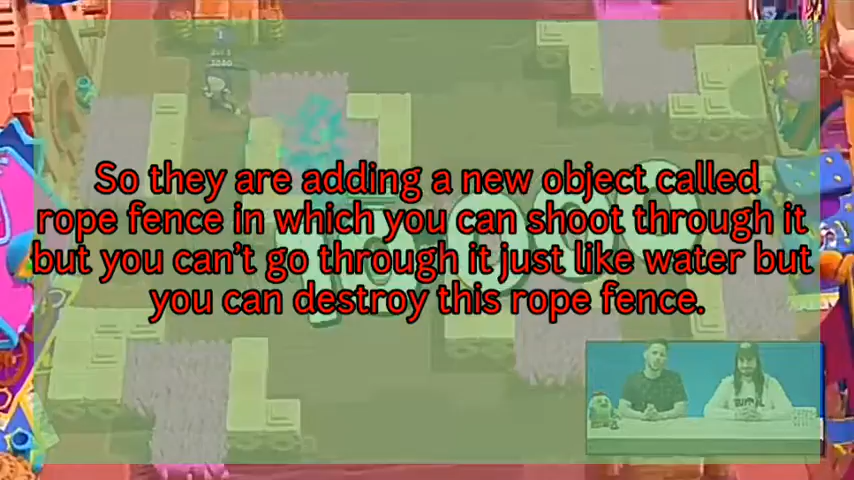 So they are adding a new object called
rope fence in which you can shoot through it
but you can't go through it just like water but
you can destroy this rope fence.